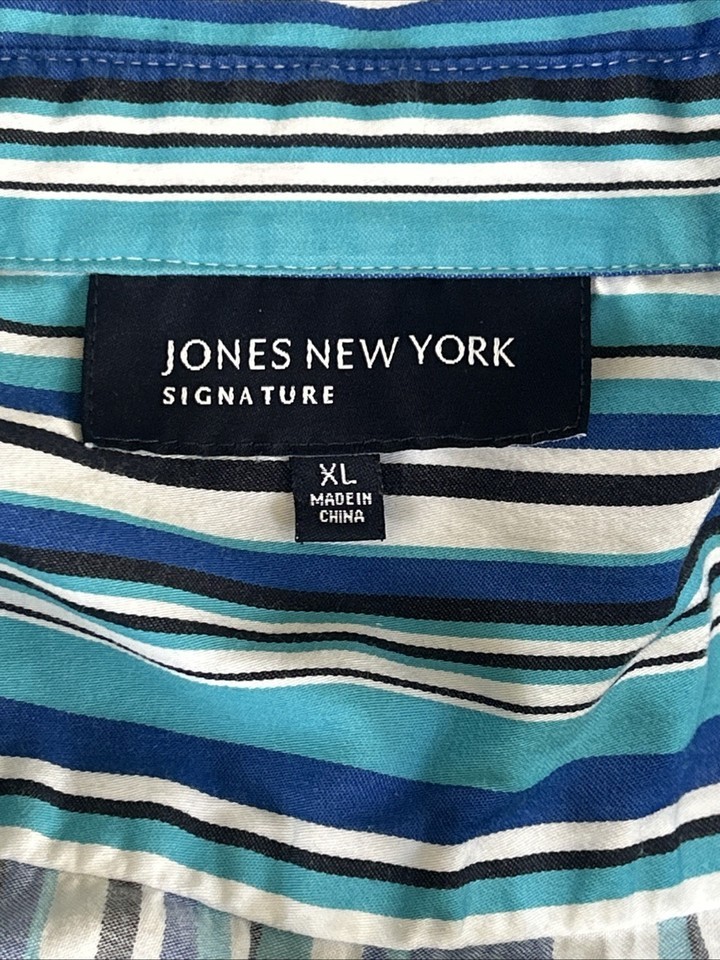 JONES NEW YORK
SIGNATURE
XL
MADE IN
CHINA